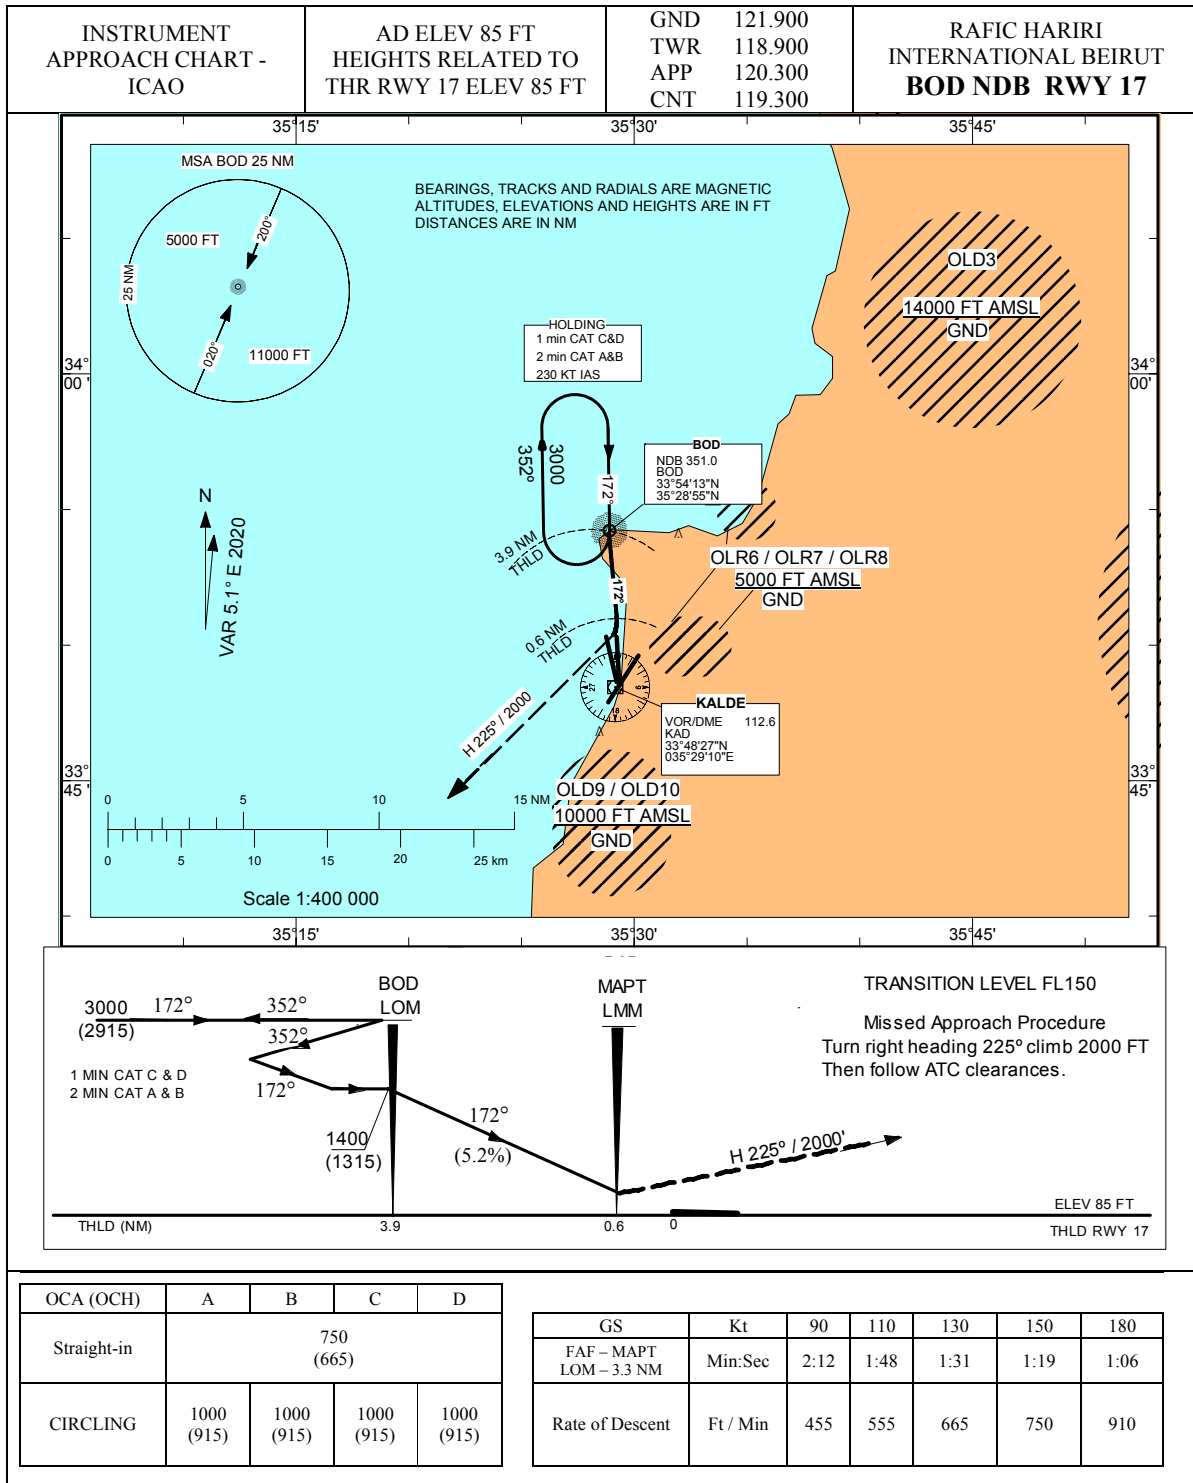 INSTRUMENT
APPROACH CHART -
ICAO
AD ELEV 85 FT
HEIGHTS RELATED TO
THR RWY 17 ELEV 85 FT
GND 121.900
TWR 118.900
APP 120.300
CNT 119.300
RAFIC HARIRI
INTERNATIONAL BEIRUT
BOD NDB RWY 17
35°15'
35°30'
35°45'
MSA BOD 25 NM
5000 FT
200°
25 NM
020°
11000 FT
BEARINGS, TRACKS AND RADIALS ARE MAGNETIC
ALTITUDES, ELEVATIONS AND HEIGHTS ARE IN FT
DISTANCES ARE IN NM
OLD3
14000 FT AMSL
GND
HOLDING
1 min CAT C&D
2 min CAT A&B
230 KT IAS
34°
00 '
34°
00'
352°
3000
172°
BOD
NDB 351.0
BOD
33°54'13"N
35°28'55"N
N
VAR 5.1° E 2020
3.9 NM
THLD
OLR6 / OLR7 / OLR8
5000 FT AMSL
GND
172°
0.6 NM
THLD
27
9
18
H 225° / 2000
KALDE
VOR/DME 112.6
KAD
33°48'27"N
035°29'10"E
33°
45 '
33°
45'
OLD9 / OLD10
10000 FT AMSL
GND
0 5 10 15 NM
0 5 10 15 20 25 km
Scale 1:400 000
35°15'
35°30'
35°45'
BOD
LOM
MAPT
LMM
TRANSITION LEVEL FL150
3000
(2915)
172°
352°
352°
172°
1 MIN CAT C & D
2 MIN CAT A & B
Missed Approach Procedure
Turn right heading 225° climb 2000 FT
Then follow ATC clearances.
1400
(1315)
172°
(5.2%)
H 225° / 2000'
ELEV 85 FT
THLD (NM) 3.9 0.6 0 THLD RWY 17
OCA (OCH) A B C D
Straight-in 750
(665)
CIRCLING 1000 1000 1000 1000
(915) (915) (915) (915)
GS Kt 90 110 130 150 180
FAF – MAPT
LOM – 3.3 NM Min:Sec 2:12 1:48 1:31 1:19 1:06
Rate of Descent Ft / Min 455 555 665 750 910